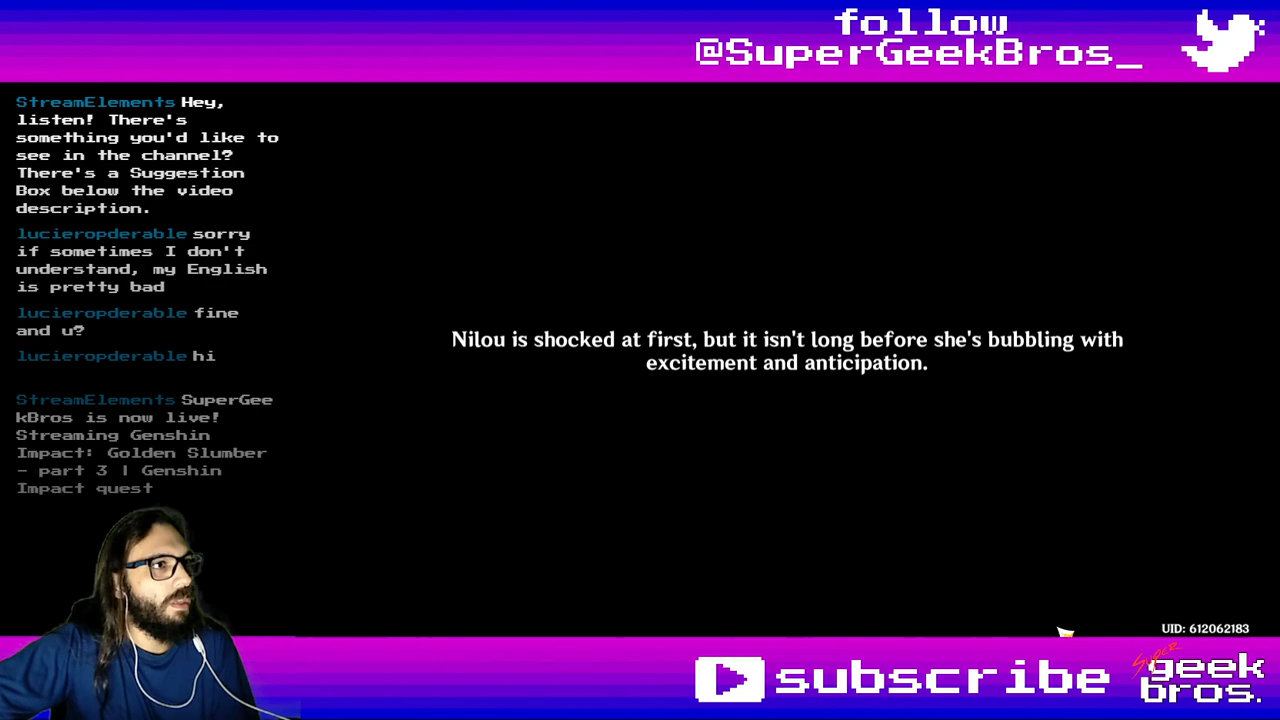 follow
@SuperGeekBros_
StreamElements Hey,
listen! There's
something you'd like to
see in the channel?
There's a Suggestion
Box below the video
description.
lucieropderable sorry
if sometimes I don't
understand, my English
is pretty bad
lucieropderable fine
and u?
lucieropderable hi
StreamElements SuperGee
kBros is now live!
Streaming Genshin
Impact: Golden Slumber
- part 3 | Genshin
Impact quest
Nilou is shocked at first, but it isn't long before she's bubbling with
excitement and anticipation.
UID: 612062183
subscribe
SUPER
geek
bros.